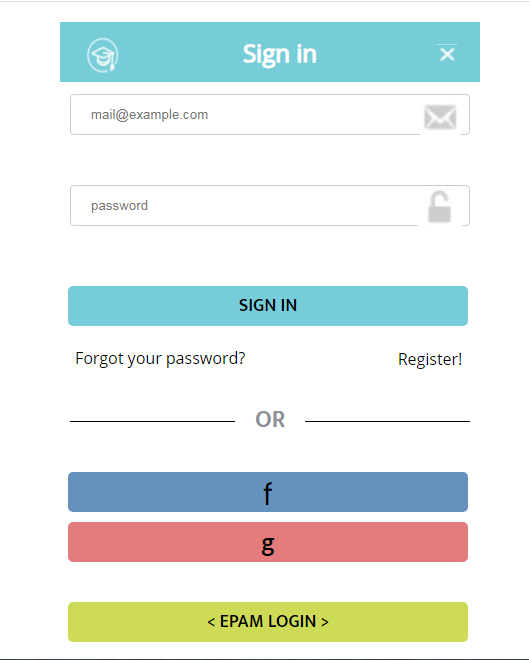 Sign in
mail@example.com
password
SIGN IN
Forgot your password? Register!
OR
f
g
< EPAM LOGIN >